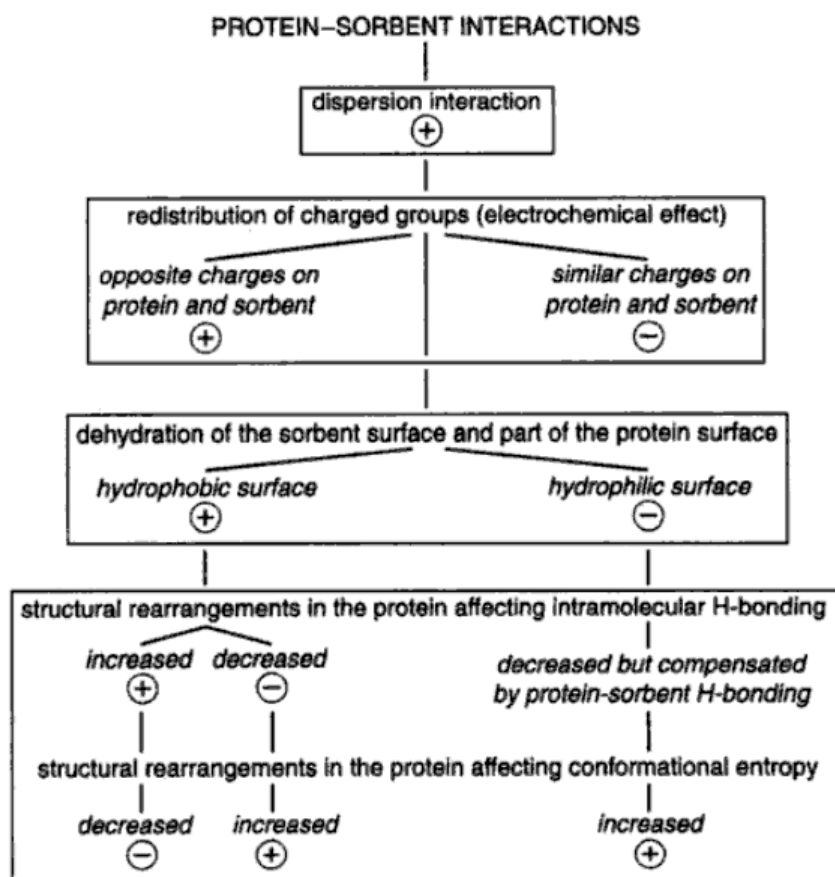 PROTEIN–SORBENT INTERACTIONS
dispersion interaction
+
redistribution of charged groups (electrochemical effect)
opposite charges on similar charges on
protein and sorbent protein and sorbent
+ −
dehydration of the sorbent surface and part of the protein surface
hydrophobic surface hydrophilic surface
+ −
structural rearrangements in the protein affecting intramolecular H-bonding
increased decreased decreased but compensated
+ − by protein-sorbent H-bonding
structural rearrangements in the protein affecting conformational entropy
decreased increased increased
− + +